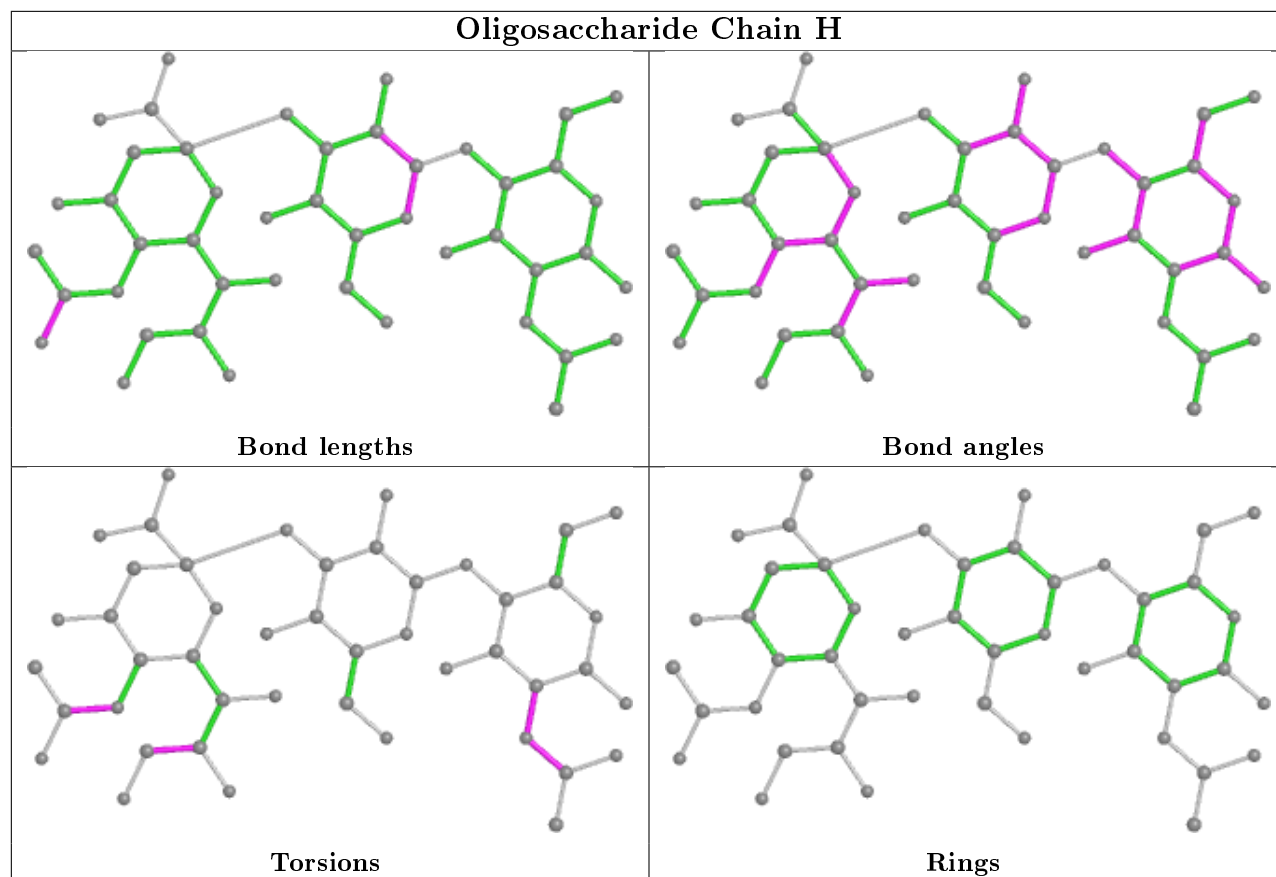 Oligosaccharide Chain H
Bond lengths
Bond angles
Torsions
Rings